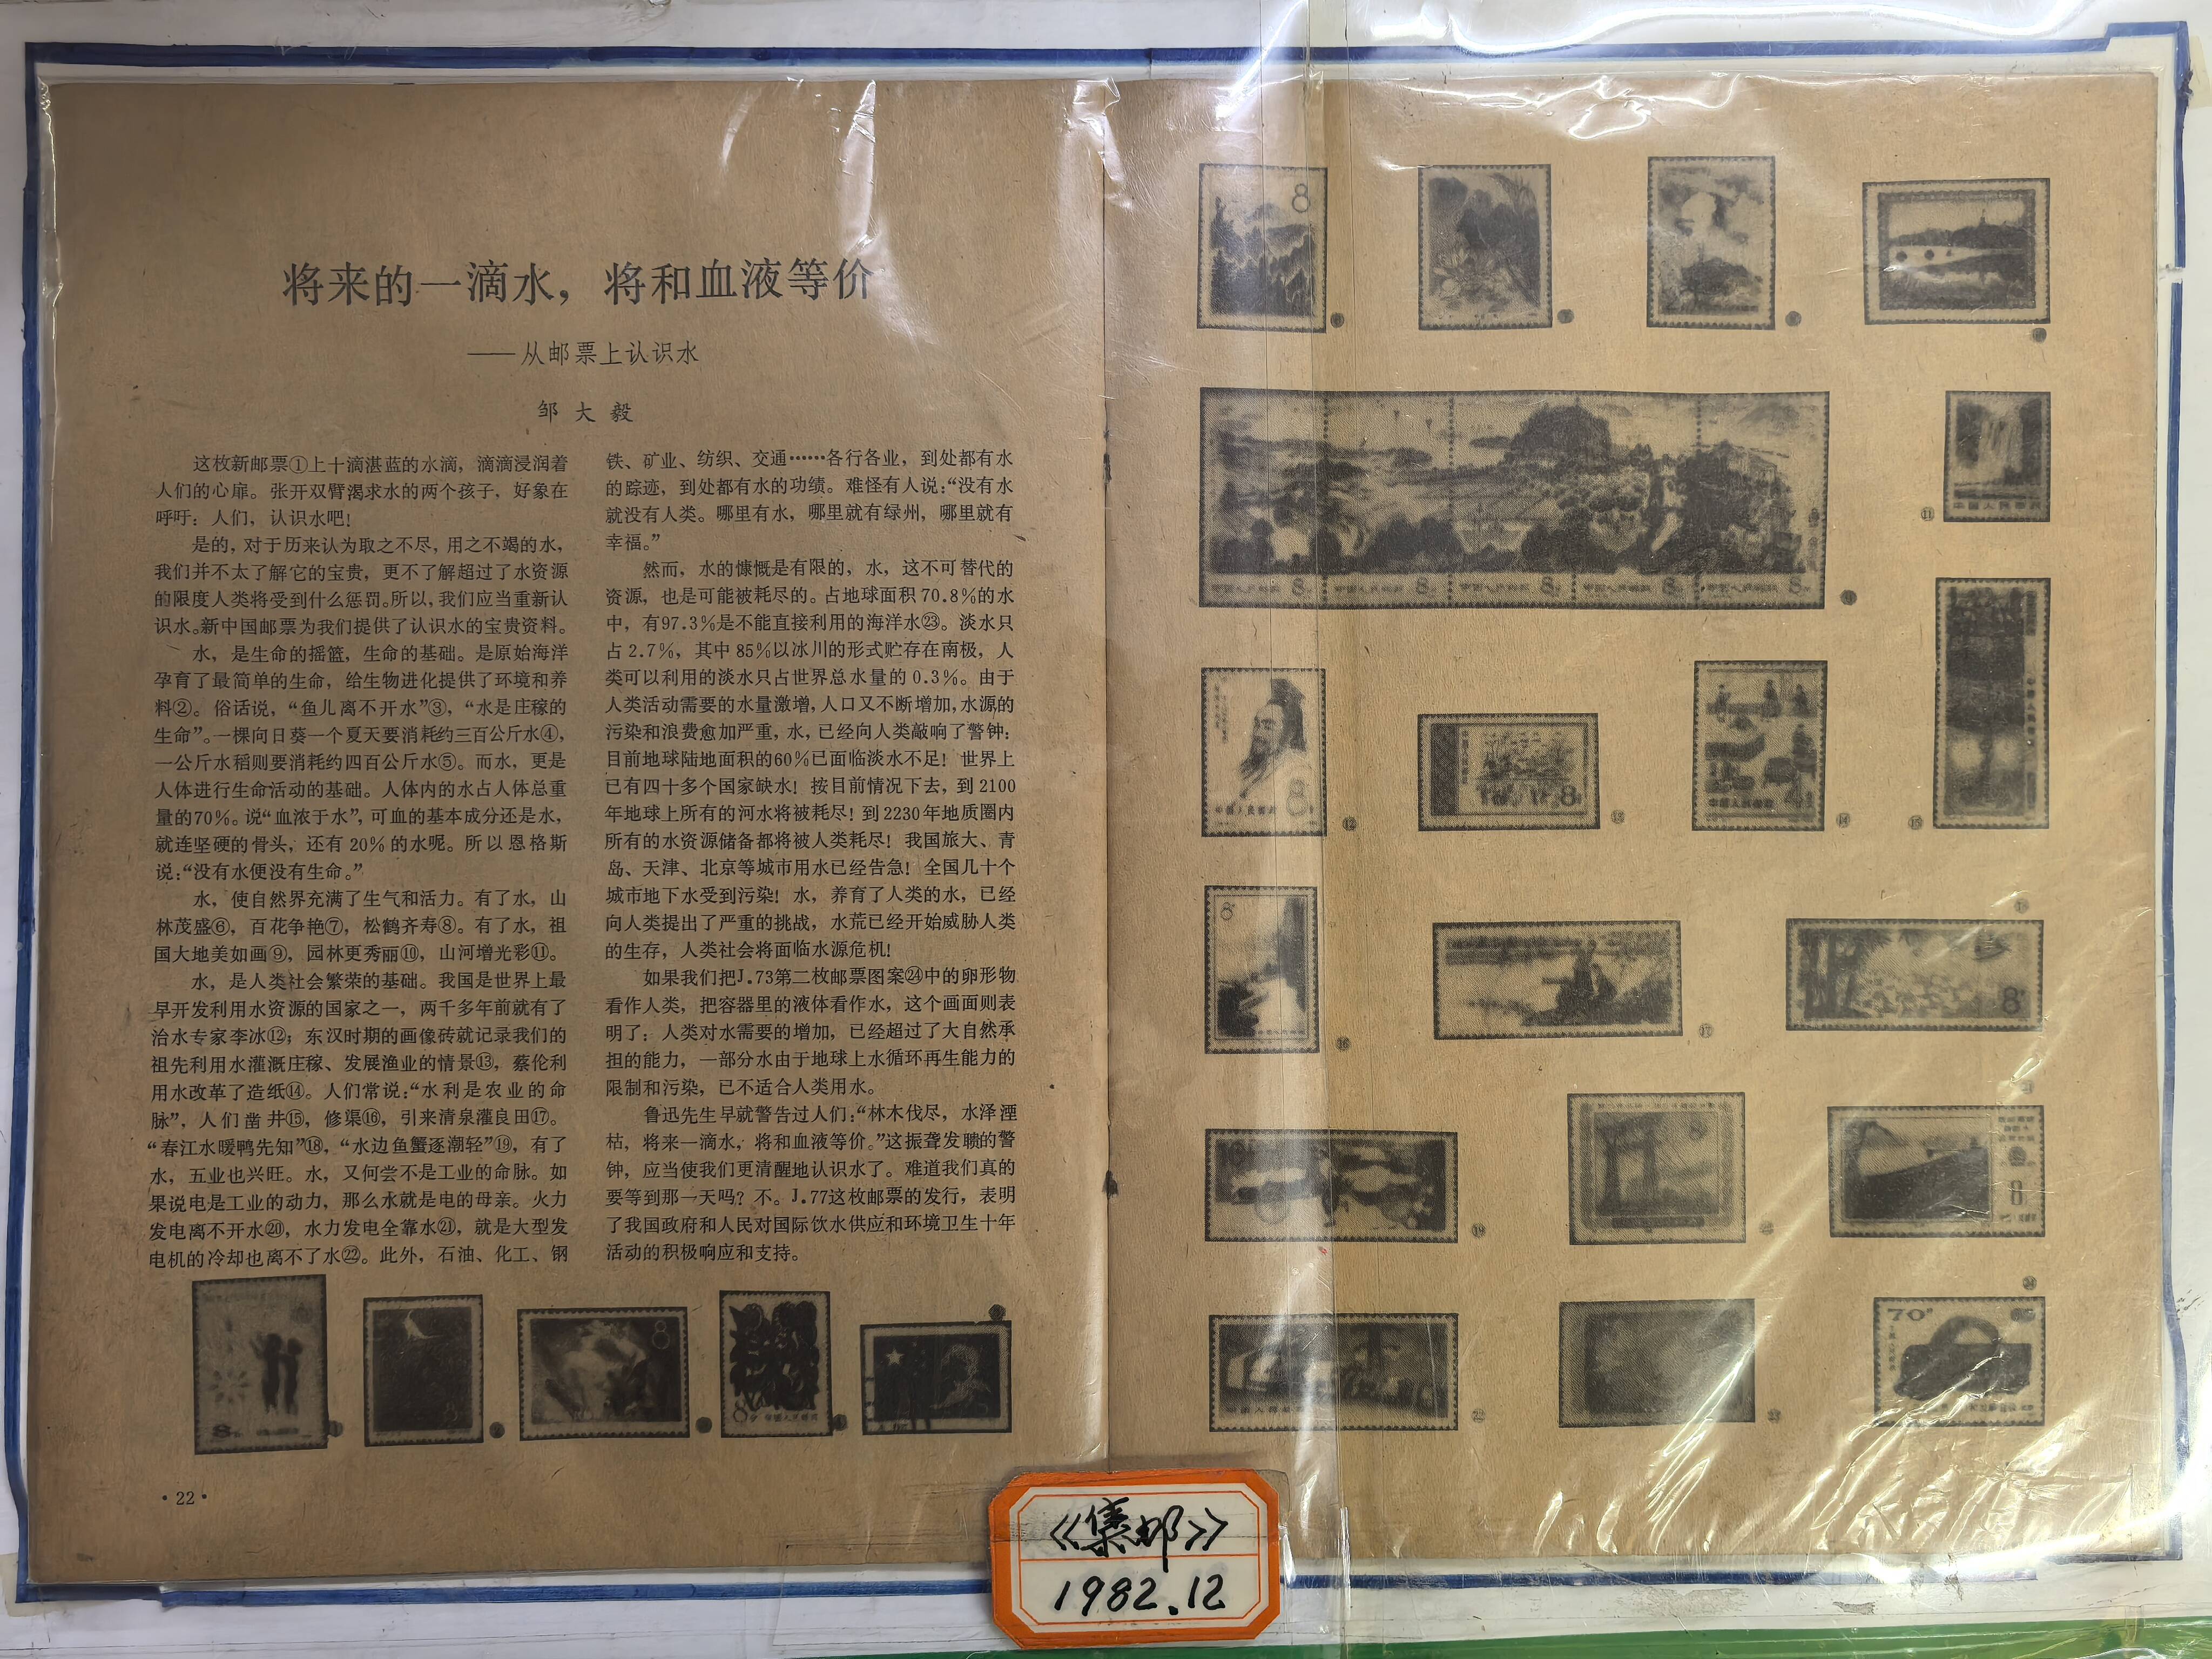 将来的一滴水，将和血液等价
——从邮票上认识水
邹大毅
这枚新邮票①上十滴湛蓝的水滴，滴滴浸润着
人们的心扉。张开双臂渴求水的两个孩子，好象在
呼吁：人们，认识水吧！
是的，对于历来认为取之不尽，用之不竭的水，
我们并不太了解它的宝贵，更不了解超过了水资源
的限度人类将受到什么惩罚。所以，我们应当重新认
识水。新中国邮票为我们提供了认识水的宝贵资料。
水，是生命的摇篮，生命的基础。是原始海洋
孕育了最简单的生命，给生物进化提供了环境和养
料②。俗话说，“鱼儿离不开水”③，“水是庄稼的
生命”。一棵向日葵一个夏天要消耗约三百公斤水④，
一公斤水稻则要消耗约四百公斤水⑤。而水，更是
人体进行生命活动的基础。人体内的水占人体总重
量的70%。说“血浓于水”，可血的基本成分还是水，
就连坚硬的骨头，还有20%的水呢。所以恩格斯
说：“没有水便没有生命。”
水，使自然界充满了生气和活力。有了水，山
林茂盛⑥，百花争艳⑦，松鹤齐寿⑧。有了水，祖
国大地美如画⑨，园林更秀丽⑩，山河增光彩⑪。
水，是人类社会繁荣的基础。我国是世界上最
早开发利用水资源的国家之一，两千多年前就有了
治水专家李冰⑫；东汉时期的画像砖就记录我们的
祖先利用水灌溉庄稼、发展渔业的情景⑬，蔡伦利
用水改革了造纸⑭。人们常说：“水利是农业的命
脉”，人们凿井⑮，修渠⑯，引来清泉灌良田⑰。
“春江水暖鸭先知”⑱，“水边鱼蟹逐潮轻”⑲，有了
水，五业也兴旺。水，又何尝不是工业的命脉。如
果说电是工业的动力，那么水就是电的母亲。火力
发电离不开水⑳，水力发电全靠水㉑，就是大型发
电机的冷却也离不了水㉒。此外，石油、化工、钢
铁、矿业、纺织、交通……各行各业，到处都有水
的踪迹，到处都有水的功绩。难怪有人说：“没有水
就没有人类。哪里有水，哪里就有绿州，哪里就有
幸福。”
然而，水的慷慨是有限的，水，这不可替代的
资源，也是可能被耗尽的。占地球面积70.8%的水
中，有97.3%是不能直接利用的海洋水㉓。淡水只
占2.7%，其中85%以冰川的形式贮存在南极，人
类可以利用的淡水只占世界总水量的0.3%。由于
人类活动需要的水量激增，人口又不断增加，水源的
污染和浪费愈加严重，水，已经向人类敲响了警钟：
目前地球陆地面积的60%已面临淡水不足！世界上
已有四十多个国家缺水！按目前情况下去，到2100
年地球上所有的河水将被耗尽！到2230年地质圈内
所有的水资源储备都将被人类耗尽！我国旅大、青
岛、天津、北京等城市用水已经告急！全国几十个
城市地下水受到污染！水，养育了人类的水，已经
向人类提出了严重的挑战，水荒已经开始威胁人类
的生存，人类社会将面临水源危机！
如果我们把J.73第二枚邮票图案㉔中的卵形物
看作人类，把容器里的液体看作水，这个画面则表
明了：人类对水需要的增加，已经超过了大自然承
担的能力，一部分水由于地球上水循环再生能力的
限制和污染，已不适合人类用水。
鲁迅先生早就警告过人们：“林木伐尽，水泽湮
枯，将来一滴水，将和血液等价。”这振聋发聩的警
钟，应当使我们更清醒地认识水了。难道我们真的
要等到那一天吗？不。J.77这枚邮票的发行，表明
了我国政府和人民对国际饮水供应和环境卫生十年
活动的积极响应和支持。
·22·
8
⑪
8
中国人民邮政
8
⑫
8
⑬
⑭
⑮
8
⑯
⑰
8
⑲
8
㉒
㉓
70
《集邮》
1982.12